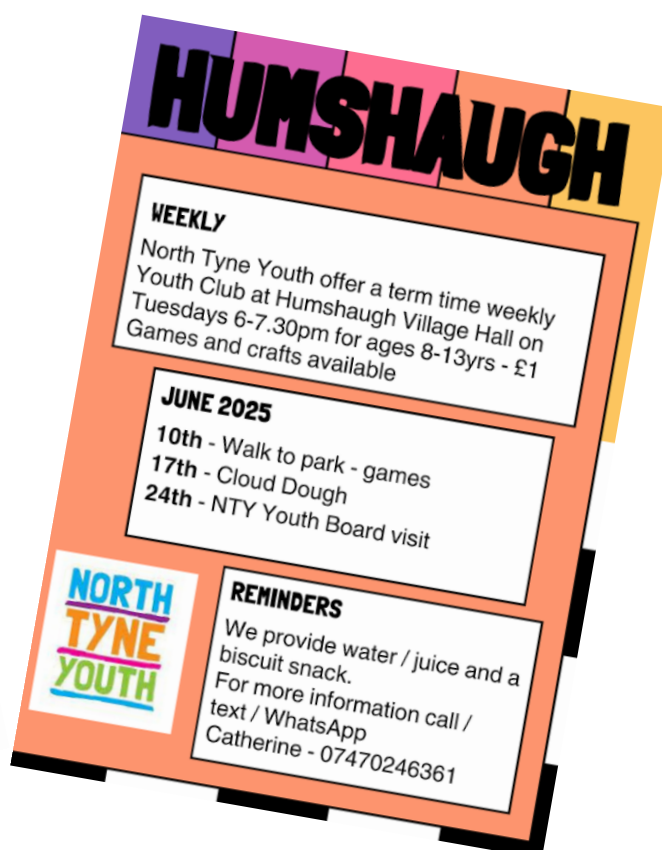 HUMSHAUGH
WEEKLY
North Tyne Youth offer a term time weekly
Youth Club at Humshaugh Village Hall on
Tuesdays 6-7.30pm for ages 8-13yrs - £1
Games and crafts available
JUNE 2025
10th - Walk to park - games
17th - Cloud Dough
24th - NTY Youth Board visit
NORTH
TYNE
YOUTH
REMINDERS
We provide water / juice and a
biscuit snack.
For more information call /
text / WhatsApp
Catherine - 07470246361